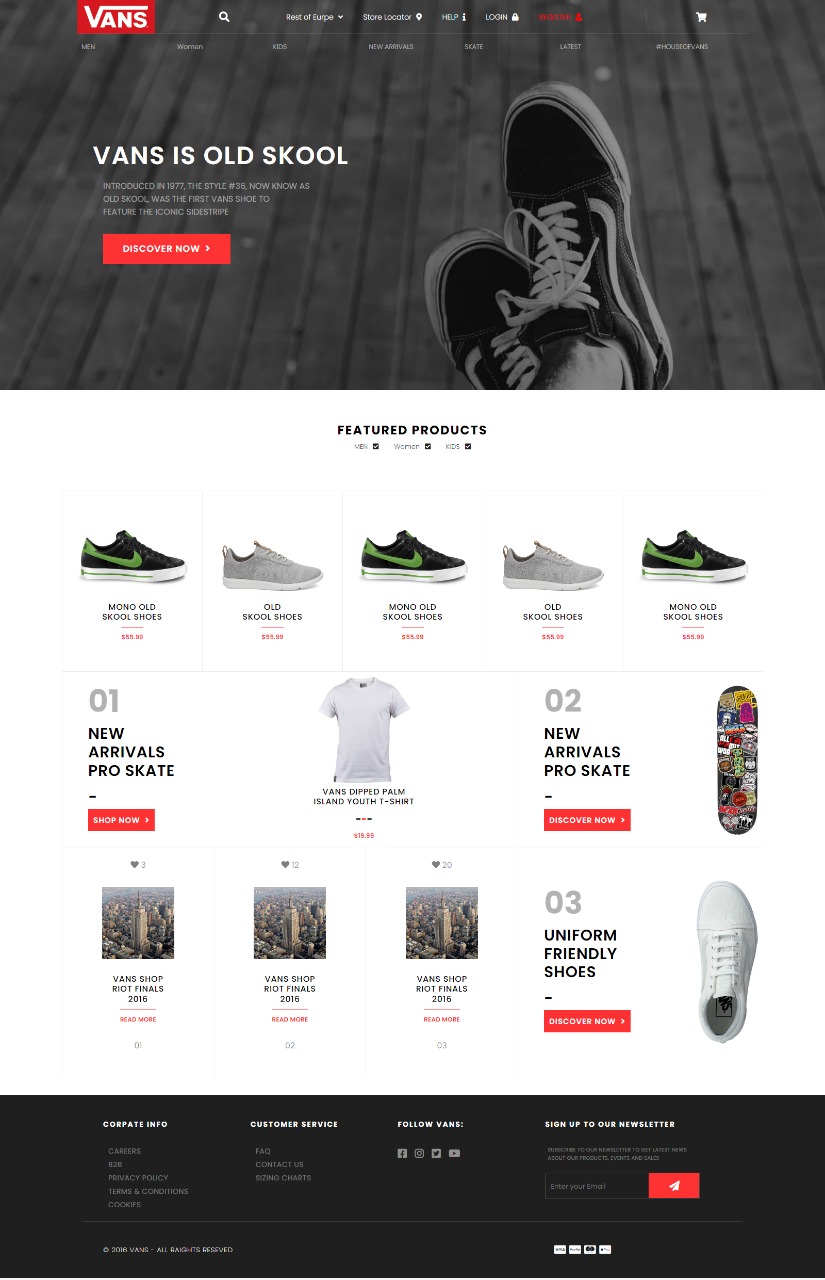 VANS
Rest of Eurpe
Store Locator
HELP
LOGIN
REGISTER
MEN
Women
KIDS
NEW ARRIVALS
SKATE
LATEST
#HOUSEOFVANS
VANS IS OLD SKOOL
INTRODUCED IN 1977, THE STYLE #36, NOW KNOW AS
OLD SKOOL, WAS THE FIRST VANS SHOE TO
FEATURE THE ICONIC SIDESTRIPE
DISCOVER NOW
FEATURED PRODUCTS
MEN
Women
KIDS
MONO OLD
SKOOL SHOES
$55.99
OLD
SKOOL SHOES
$55.99
MONO OLD
SKOOL SHOES
$55.99
OLD
SKOOL SHOES
$55.99
MONO OLD
SKOOL SHOES
$55.99
01
NEW
ARRIVALS
PRO SKATE
-
SHOP NOW
VANS DIPPED PALM
ISLAND YOUTH T-SHIRT
---
$19.99
02
NEW
ARRIVALS
PRO SKATE
-
DISCOVER NOW
3
VANS SHOP
RIOT FINALS
2016
READ MORE
01
12
VANS SHOP
RIOT FINALS
2016
READ MORE
02
20
VANS SHOP
RIOT FINALS
2016
READ MORE
03
03
UNIFORM
FRIENDLY
SHOES
-
DISCOVER NOW
VANS
CORPATE INFO
CAREERS
B2B
PRIVACY POLICY
TERMS & CONDITIONS
COOKIES
CUSTOMER SERVICE
FAQ
CONTACT US
SIZING CHARTS
FOLLOW VANS:
SIGN UP TO OUR NEWSLETTER
SUBSCRIBE TO OUR NEWSLETTER TO GET LATEST NEWS
ABOUT OUR PRODUCTS, EVENTS AND SALES
Enter your Email
© 2016 VANS - ALL RAIGHTS RESEVED
VISA
PayPal
Pay